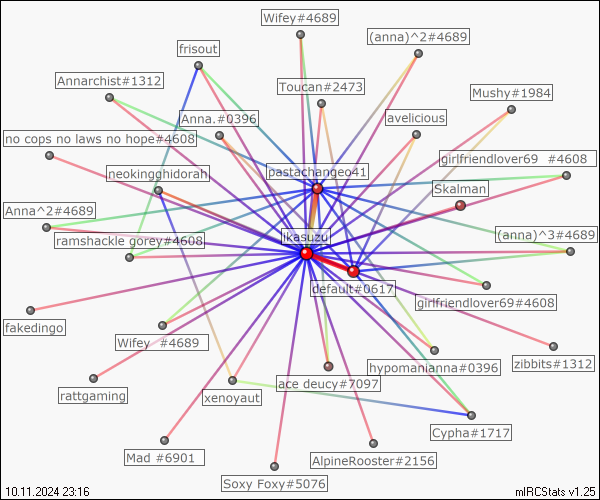 Wifey#4689
(anna)^2#4689
frisout
Annarchist#1312
Toucan#2473
Mushy#1984
Anna.#0396
avelicious
no cops no laws no hope#4608
girlfriendlover69 #4608
neokingghidorah
pastachangeo41
Skalman
Anna^2#4689
ramshackle gorey#4608
ikasuzu
(anna)^3#4689
default#0617
girlfriendlover69#4608
fakedingo
Wifey #4689
zibbits#1312
hypomanianna#0396
ace deucy#7097
rattgaming
xenoyaut
Cypha#1717
Mad #6901
AlpineRooster#2156
Soxy Foxy#5076
10.11.2024 23:16
mIRCStats v1.25